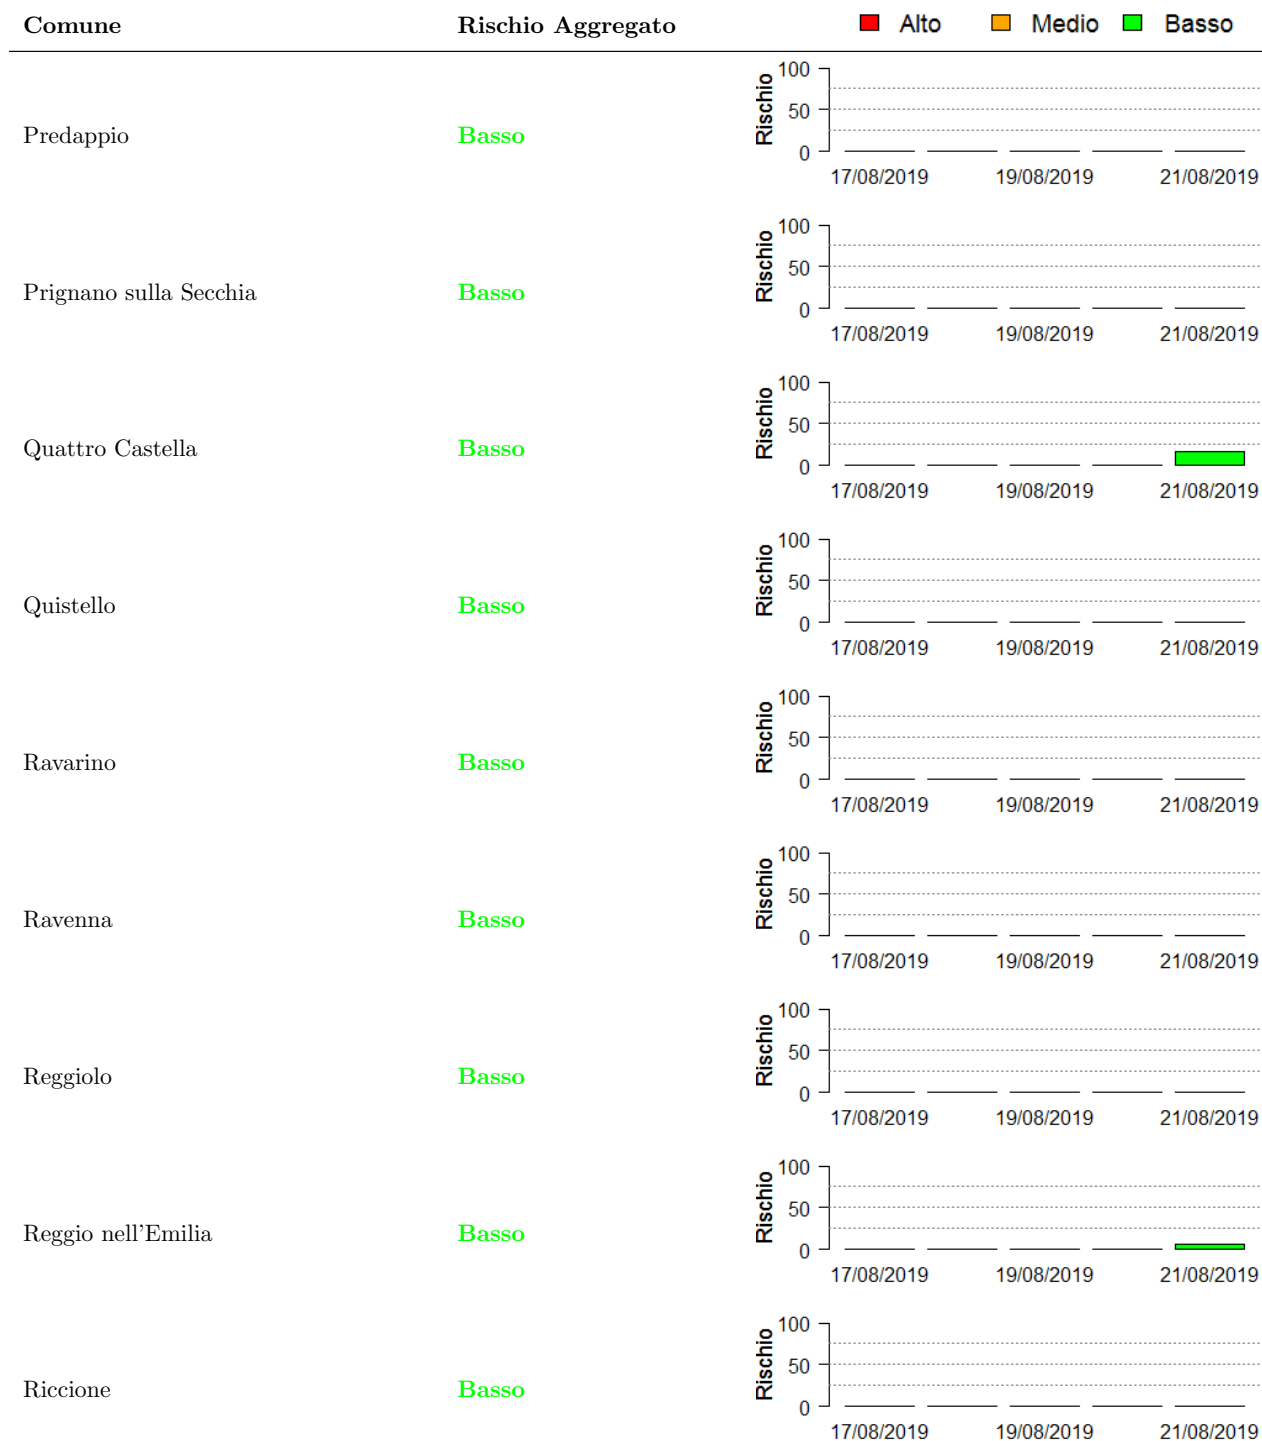 Comune Rischio Aggregato Alto Medio Basso
100
50
0
Rischio
Predappio Basso
17/08/2019 19/08/2019 21/08/2019
100
50
0
Rischio
Prignano sulla Secchia Basso
17/08/2019 19/08/2019 21/08/2019
100
50
0
Rischio
Quattro Castella Basso
17/08/2019 19/08/2019 21/08/2019
100
50
0
Rischio
Quistello Basso
17/08/2019 19/08/2019 21/08/2019
100
50
0
Rischio
Ravarino Basso
17/08/2019 19/08/2019 21/08/2019
100
50
0
Rischio
Ravenna Basso
17/08/2019 19/08/2019 21/08/2019
100
50
0
Rischio
Reggiolo Basso
17/08/2019 19/08/2019 21/08/2019
100
50
0
Rischio
Reggio nell'Emilia Basso
17/08/2019 19/08/2019 21/08/2019
100
50
0
Rischio
Riccione Basso
17/08/2019 19/08/2019 21/08/2019